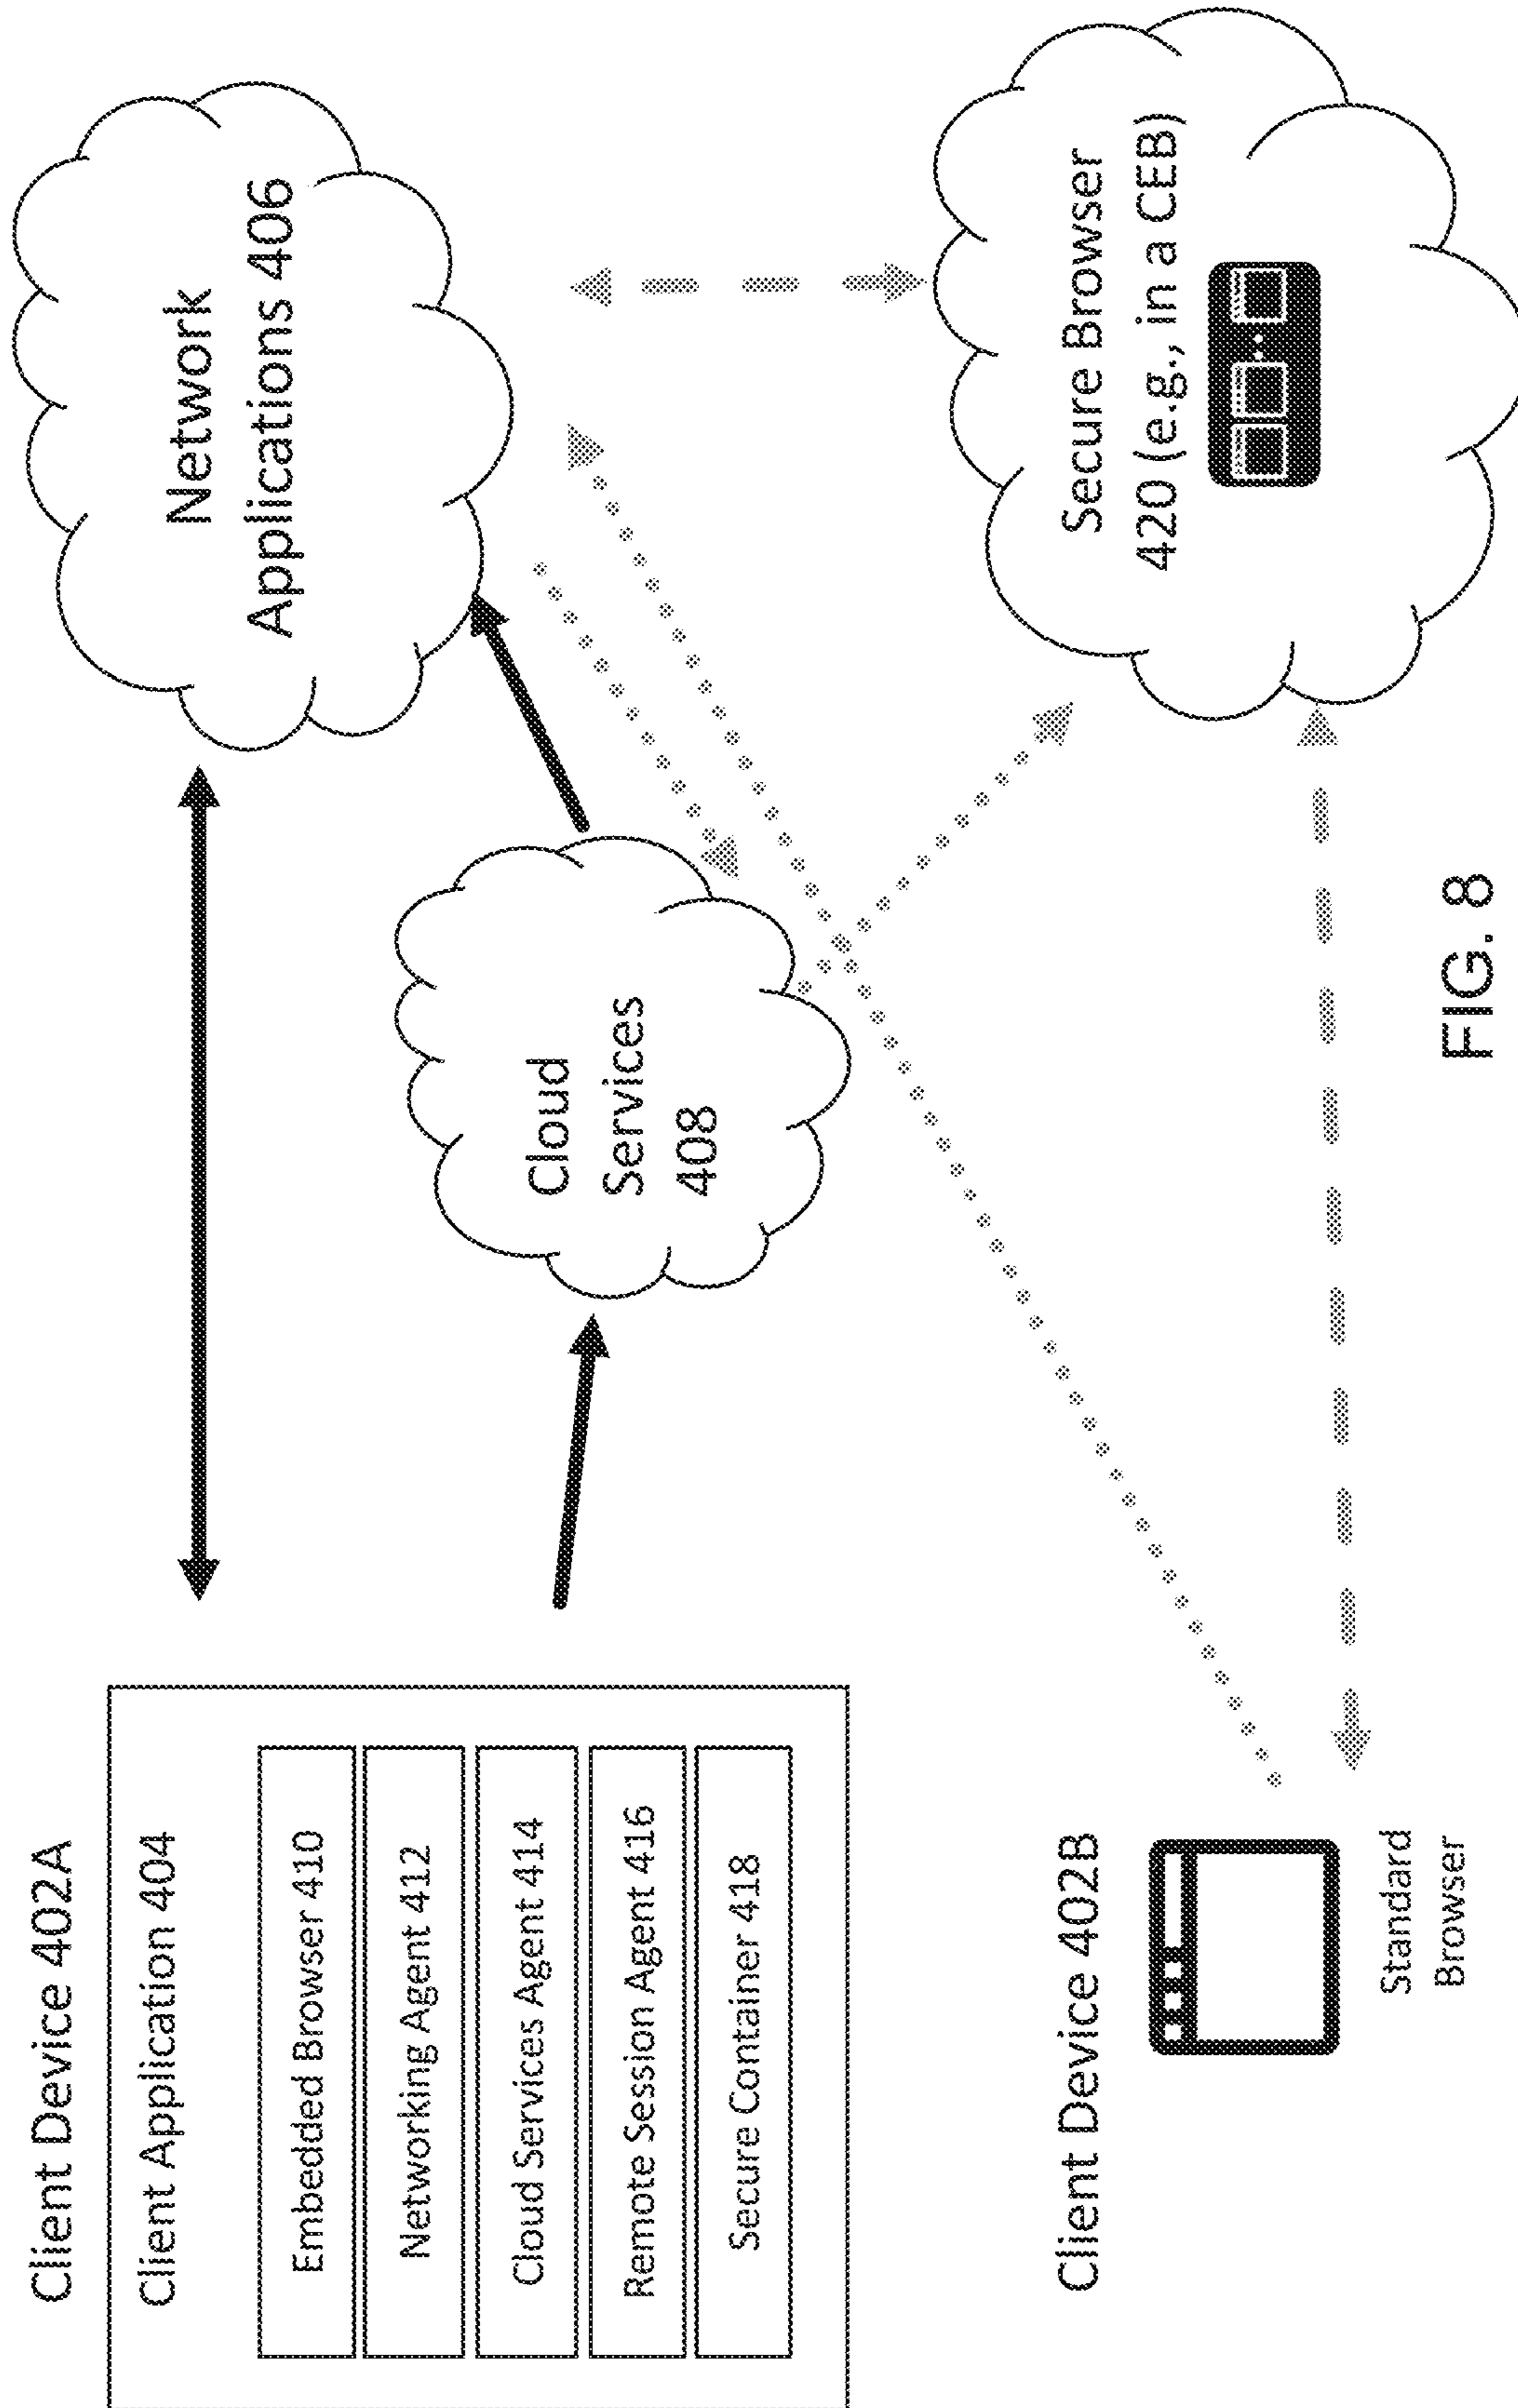 Client Device 402A
Client Application 404
Embedded Browser 410
Networking Agent 412
Cloud Services Agent 414
Remote Session Agent 416
Secure Container 418
Cloud
Services
408
Network
Applications 406
Client Device 402B
Standard
Browser
Secure Browser
420 (e.g., in a CEB)
FIG. 8